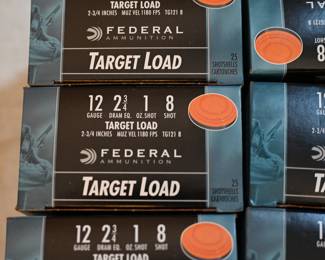 TARGET LOAD
2-3/4 INCHES MUZ VEL 1180 FPS TG121 8
FEDERAL
AMMUNITION
TARGET LOAD
25
SHOTSHELLS
CARTOUCHES
8
12 2 3/4 1 8
GAUGE DRAM EQ. OZ. SHOT SHOT
TARGET LOAD
2-3/4 INCHES MUZ VEL 1180 FPS TG121 8
FEDERAL
AMMUNITION
TARGET LOAD
25
SHOTSHELLS
CARTOUCHES
12 2 3/4 1 8
GAUGE DRAM EQ. OZ. SHOT SHOT
TARGET LOAD